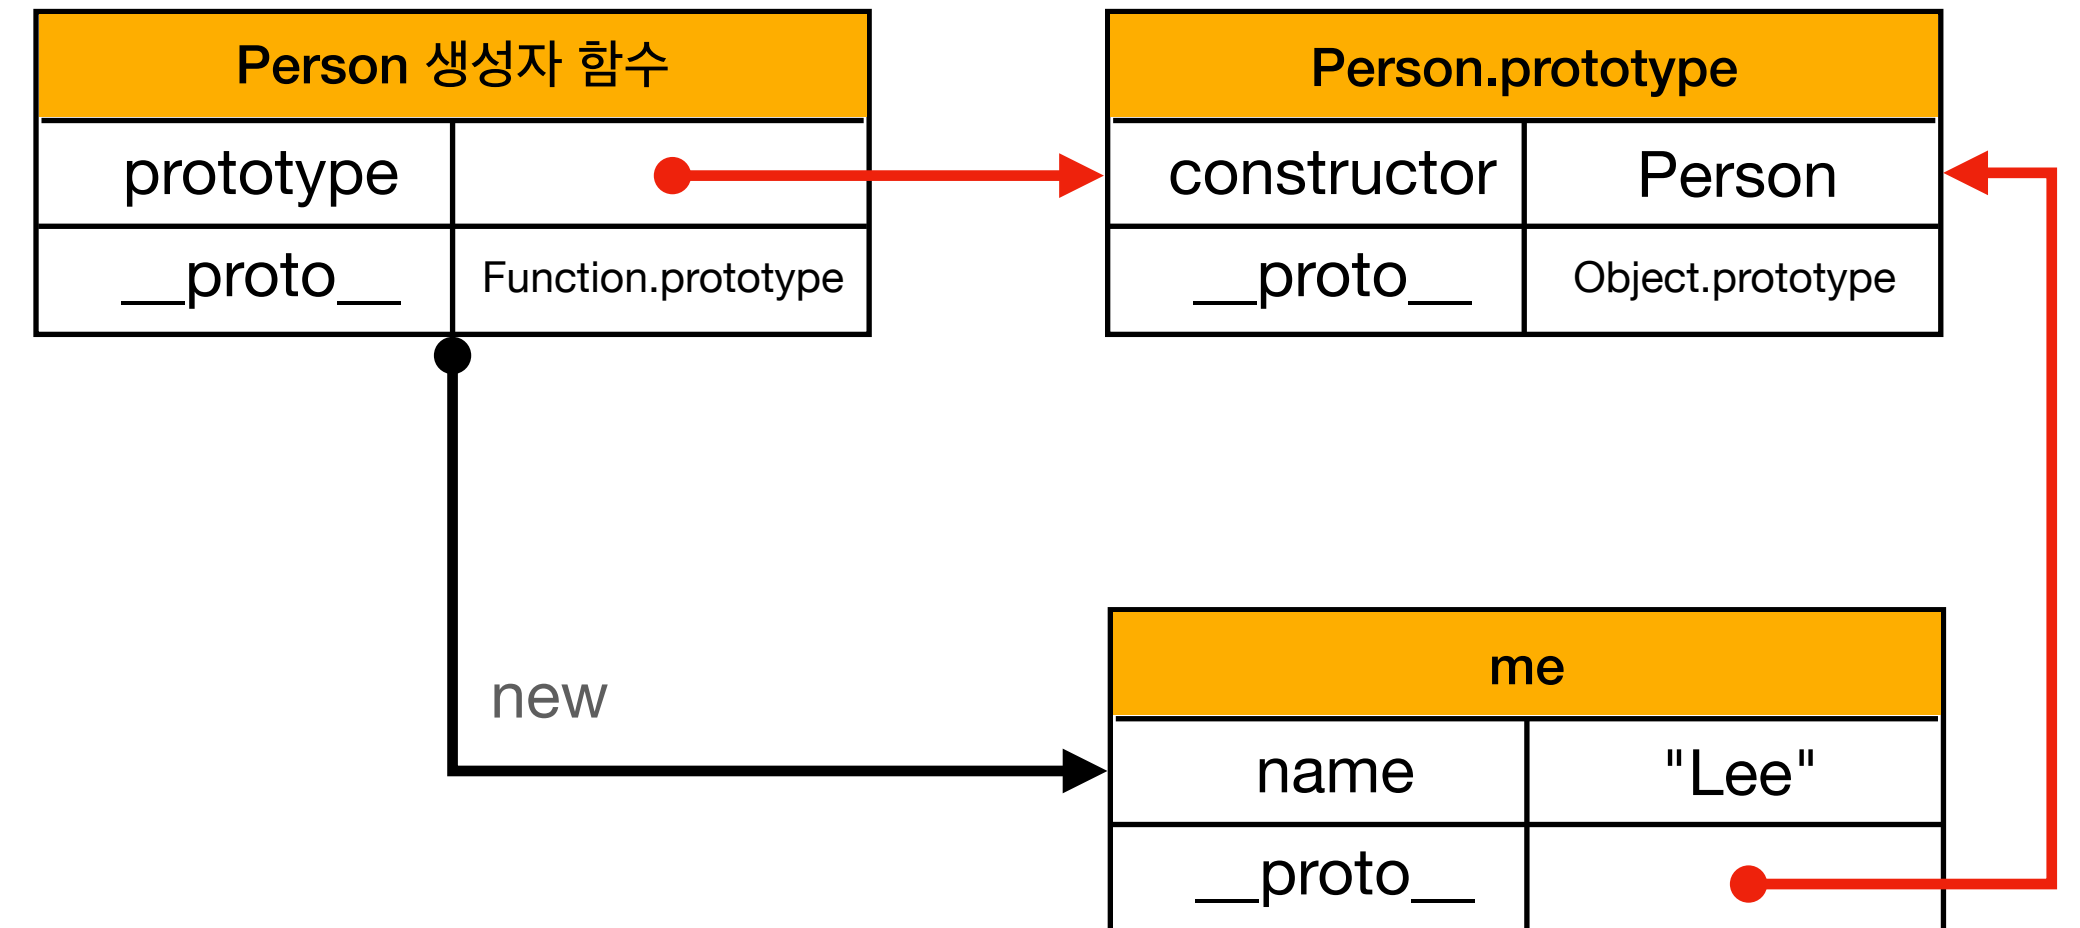 Person 생성자 함수
prototype
__proto__ Function.prototype
Person.prototype
constructor Person
__proto__ Object.prototype
new
me
name "Lee"
__proto__